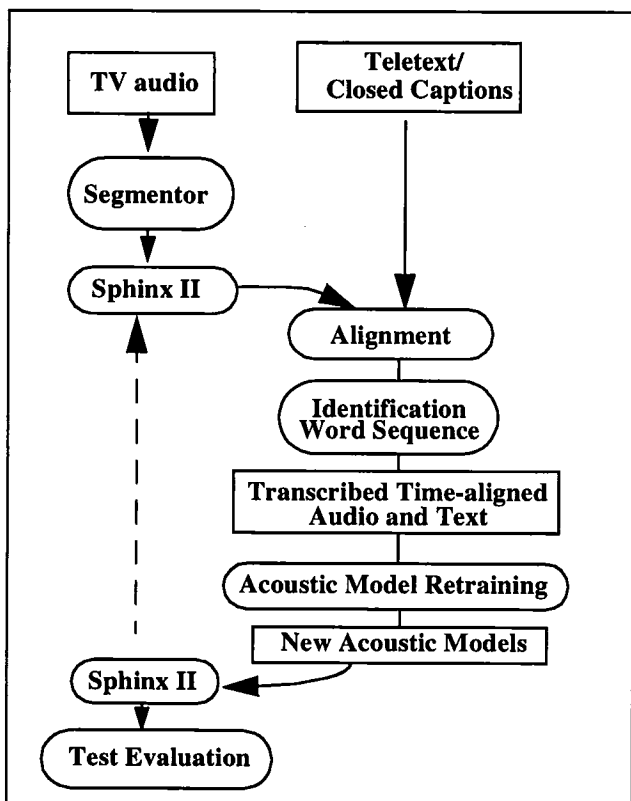 TV audio
Teletext/
Closed Captions
Segmentor
Sphinx II
Alignment
Identification
Word Sequence
Transcribed Time-aligned
Audio and Text
Acoustic Model Retraining
New Acoustic Models
Sphinx II
Test Evaluation